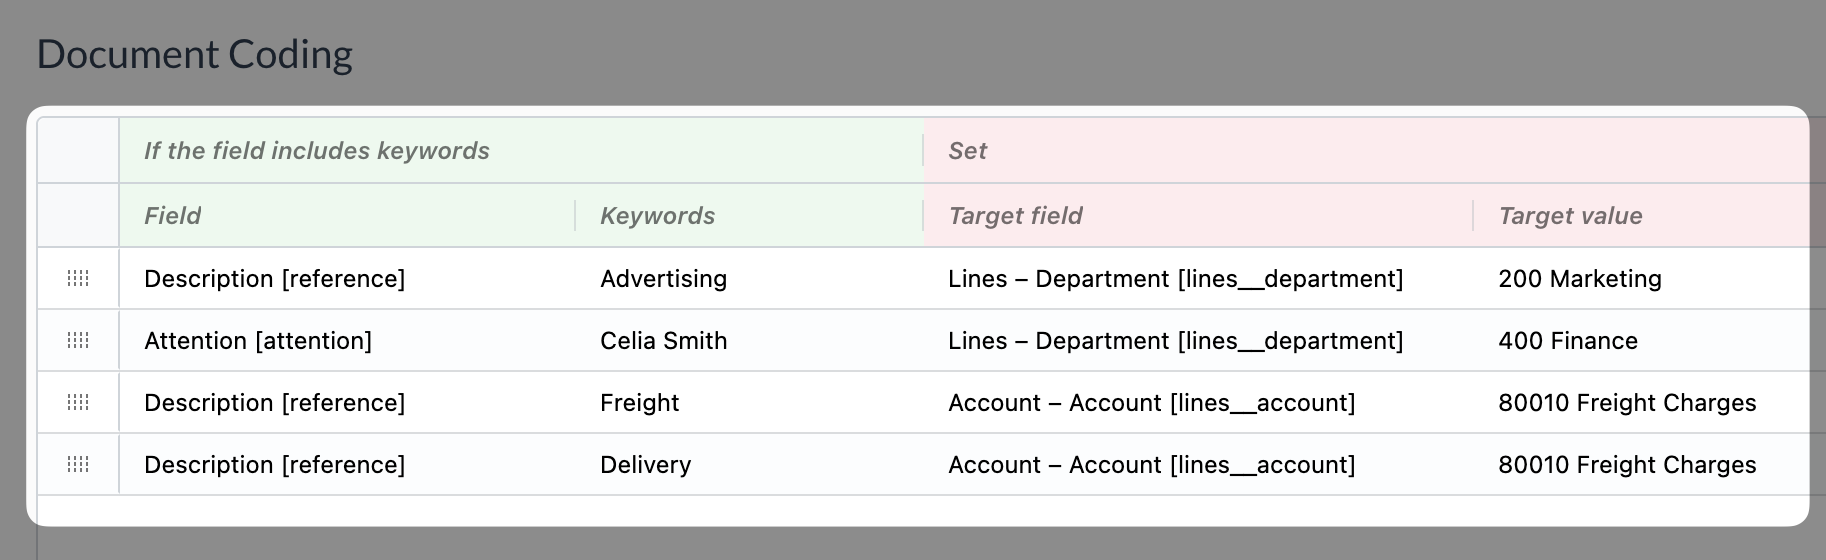 Document Coding
If the field includes keywords Set
Field Keywords Target field Target value
Description [reference] Advertising Lines – Department [lines__department] 200 Marketing
Attention [attention] Celia Smith Lines – Department [lines__department] 400 Finance
Description [reference] Freight Account – Account [lines__account] 80010 Freight Charges
Description [reference] Delivery Account – Account [lines__account] 80010 Freight Charges